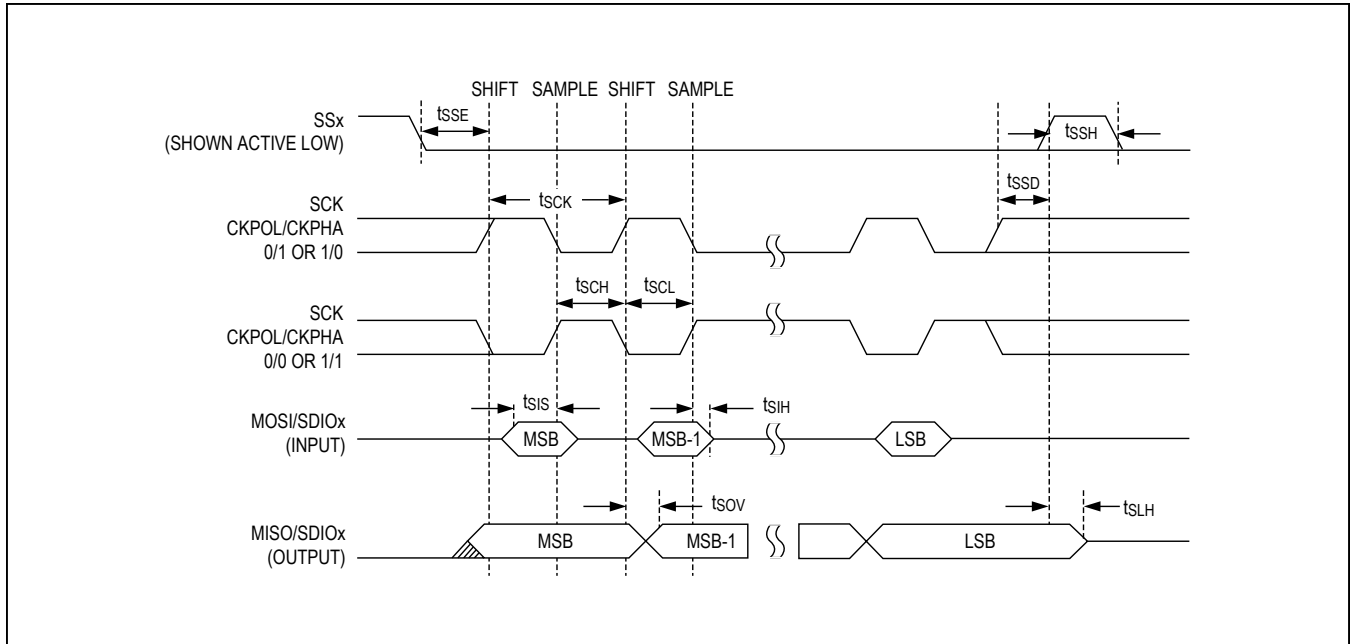 SHIFT SAMPLE SHIFT SAMPLE
SSx
(SHOWN ACTIVE LOW)
tSSE
tSSH
tSSD
SCK
CKPOL/CKPHA
0/1 OR 1/0
tSCK
tSCH
tSCL
SCK
CKPOL/CKPHA
0/0 OR 1/1
tSIS
tSIH
MOSI/SDIOx
(INPUT)
MSB
MSB-1
LSB
tSOV
tSLH
MISO/SDIOx
(OUTPUT)
MSB
MSB-1
LSB